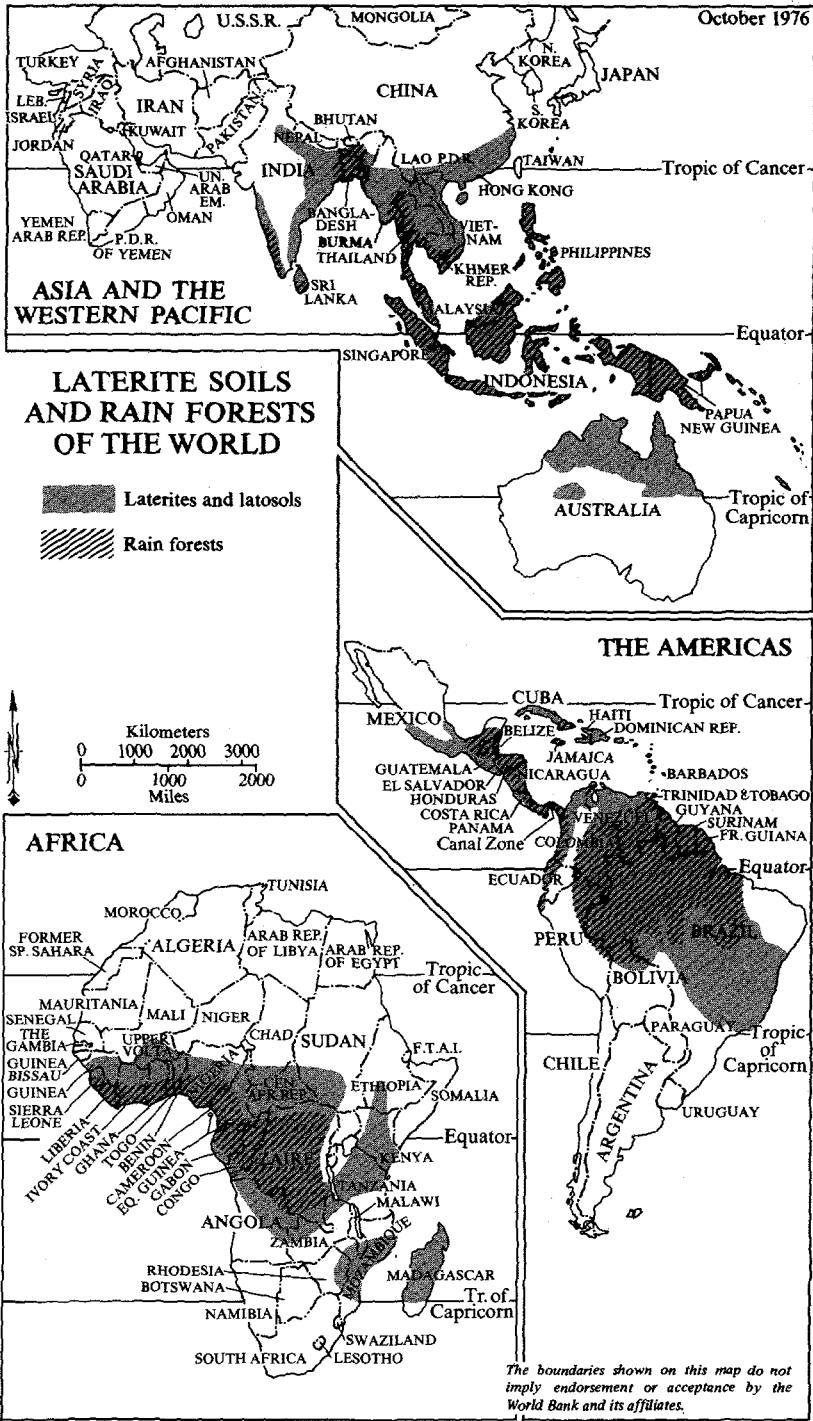 October 1976
U.S.S.R.
MONGOLIA
TURKEY
SYRIA
AFGHANISTAN
N.
KOREA
JAPAN
CHINA
LEB.
ISRAEL
IRAQ
IRAN
PAKISTAN
S.
KOREA
JORDAN
KUWAIT
BHUTAN
NEPAL
QATAR
SAUDI
ARABIA
UN.
ARAB
EM.
INDIA
LAO P.D.R.
TAIWAN
Tropic of Cancer
HONG KONG
OMAN
YEMEN
ARAB REP.
P.D.R.
OF YEMEN
BANGLA-
DESH
BURMA
THAILAND
VIET-
NAM
PHILIPPINES
KHMER
REP.
SRI
LANKA
ASIA AND THE
WESTERN PACIFIC
MALAYSIA
Equator
SINGAPORE
INDONESIA
PAPUA
NEW GUINEA
AUSTRALIA
Tropic of
Capricorn
LATERITE SOILS
AND RAIN FORESTS
OF THE WORLD
Laterites and latosols
Rain forests
Kilometers
0 1000 2000 3000
0 1000 2000
Miles
THE AMERICAS
MEXICO
CUBA
Tropic of Cancer
HAITI
DOMINICAN REP.
BELIZE
JAMAICA
GUATEMALA
EL SALVADOR
HONDURAS
NICARAGUA
COSTA RICA
PANAMA
Canal Zone
BARBADOS
TRINIDAD & TOBAGO
GUYANA
SURINAM
FR. GUIANA
VENEZUELA
COLOMBIA
ECUADOR
Equator
PERU
BRAZIL
BOLIVIA
PARAGUAY
Tropic
of
Capricorn
CHILE
ARGENTINA
URUGUAY
AFRICA
TUNISIA
MOROCCO
FORMER
SP. SAHARA
ALGERIA
ARAB REP.
OF LIBYA
ARAB REP.
OF EGYPT
Tropic
of Cancer
MAURITANIA
MALI
NIGER
SENEGAL
THE
GAMBIA
UPPER
VOLTA
CHAD
SUDAN
F.T.A.I.
GUINEA
BISSAU
GUINEA
SIERRA
LEONE
NIGERIA
CEN.
AFR. REP.
ETHIOPIA
SOMALIA
LIBERIA
IVORY COAST
GHANA
TOGO
BENIN
CAMEROON
EQ. GUINEA
GABON
CONGO
Equator
ZAIRE
KENYA
TANZANIA
MALAWI
ANGOLA
ZAMBIA
MOZAMBIQUE
RHODESIA
BOTSWANA
MADAGASCAR
NAMIBIA
Tr. of
Capricorn
SWAZILAND
LESOTHO
SOUTH AFRICA
The boundaries shown on this map do not
imply endorsement or acceptance by the
World Bank and its affiliates.